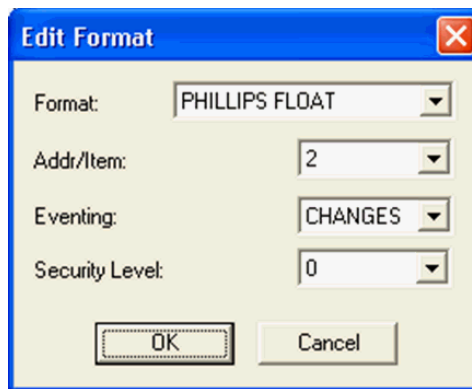 Edit Format
Format: PHILLIPS FLOAT
Addr/Item: 2
Eventing: CHANGES
Security Level: 0
OK Cancel